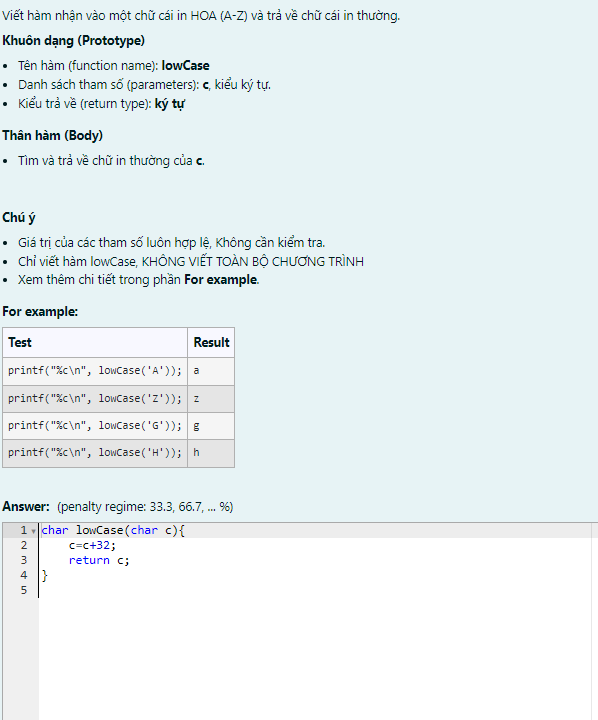 Viết hàm nhận vào một chữ cái in HOA (A-Z) và trả về chữ cái in thường.
Khuôn dạng (Prototype)
• Tên hàm (function name): lowCase
• Danh sách tham số (parameters): c, kiểu ký tự.
• Kiểu trả về (return type): ký tự
Thân hàm (Body)
• Tìm và trả về chữ in thường của c.
Chú ý
• Giá trị của các tham số luôn hợp lệ, Không cần kiểm tra.
• Chỉ viết hàm lowCase, KHÔNG VIẾT TOÀN BỘ CHƯƠNG TRÌNH
• Xem thêm chi tiết trong phần For example.
For example:
Test Result
printf("%c\n", lowCase('A')); a
printf("%c\n", lowCase('Z')); z
printf("%c\n", lowCase('G')); g
printf("%c\n", lowCase('H')); h
Answer: (penalty regime: 33.3, 66.7, ... %)
1 char lowCase(char c){
2 c=c+32;
3 return c;
4 }
5